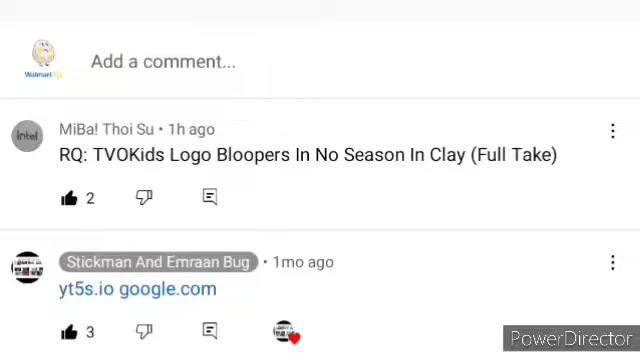 Walmart
Add a comment...
intel
MiBa! Thoi Su • 1h ago
RQ: TVOKids Logo Bloopers In No Season In Clay (Full Take)
2
Stickman And Emraan Bug • 1mo ago
yt5s.io google.com
3
PowerDirector